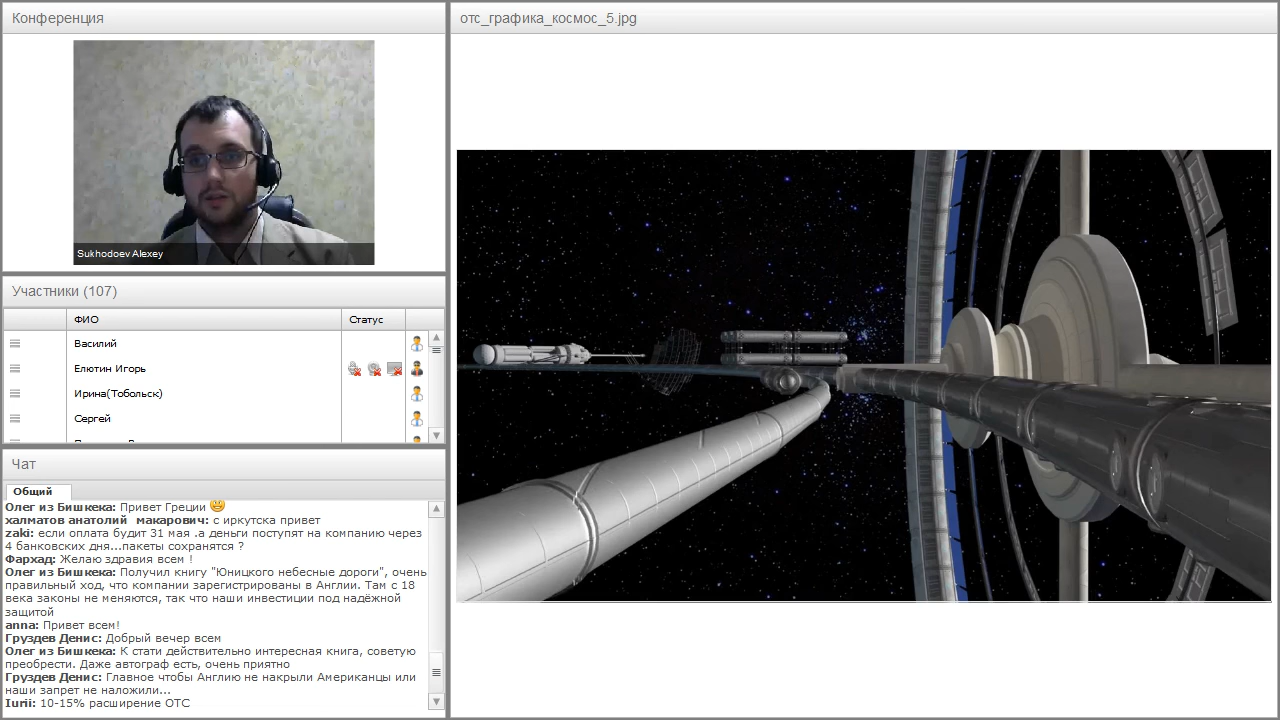 Конференция
Sukhodoev Alexey
Участники (107)
ФИО Статус
Василий
Елютин Игорь
Ирина(Тобольск)
Сергей
Чат
Общий
Олег из Бишкека: Привет Греции
халматов анатолий макарович: с иркутска привет
zaki: если оплата будит 31 мая .а деньги поступят на компанию через
4 банковских дня...пакеты сохранятся ?
Фархад: Желаю здравия всем !
Олег из Бишкека: Получил книгу "Юницкого небесные дороги", очень
правильный ход, что компании зарегистрированы в Англии. Там с 18
века законы не меняются, так что наши инвестиции под надёжной
защитой
anna: Привет всем!
Груздев Денис: Добрый вечер всем
Олег из Бишкека: К стати действительно интересная книга, советую
преобрести. Даже автограф есть, очень приятно
Груздев Денис: Главное чтобы Англию не накрыли Американцы или
наши запрет не наложили...
Iurii: 10-15% расширение ОТС
отс_графика_космос_5.jpg